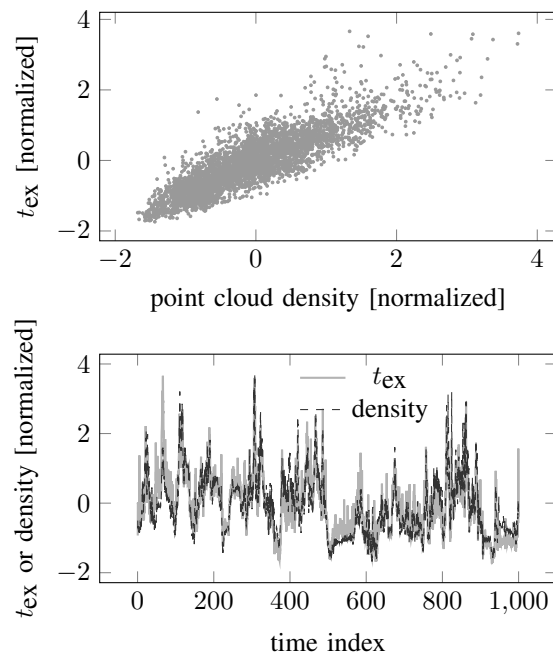 4
2
0
−2
t_ex [normalized]
−2 0 2 4
point cloud density [normalized]
4
2
0
−2
t_ex or density [normalized]
t_ex
density
0 200 400 600 800 1,000
time index